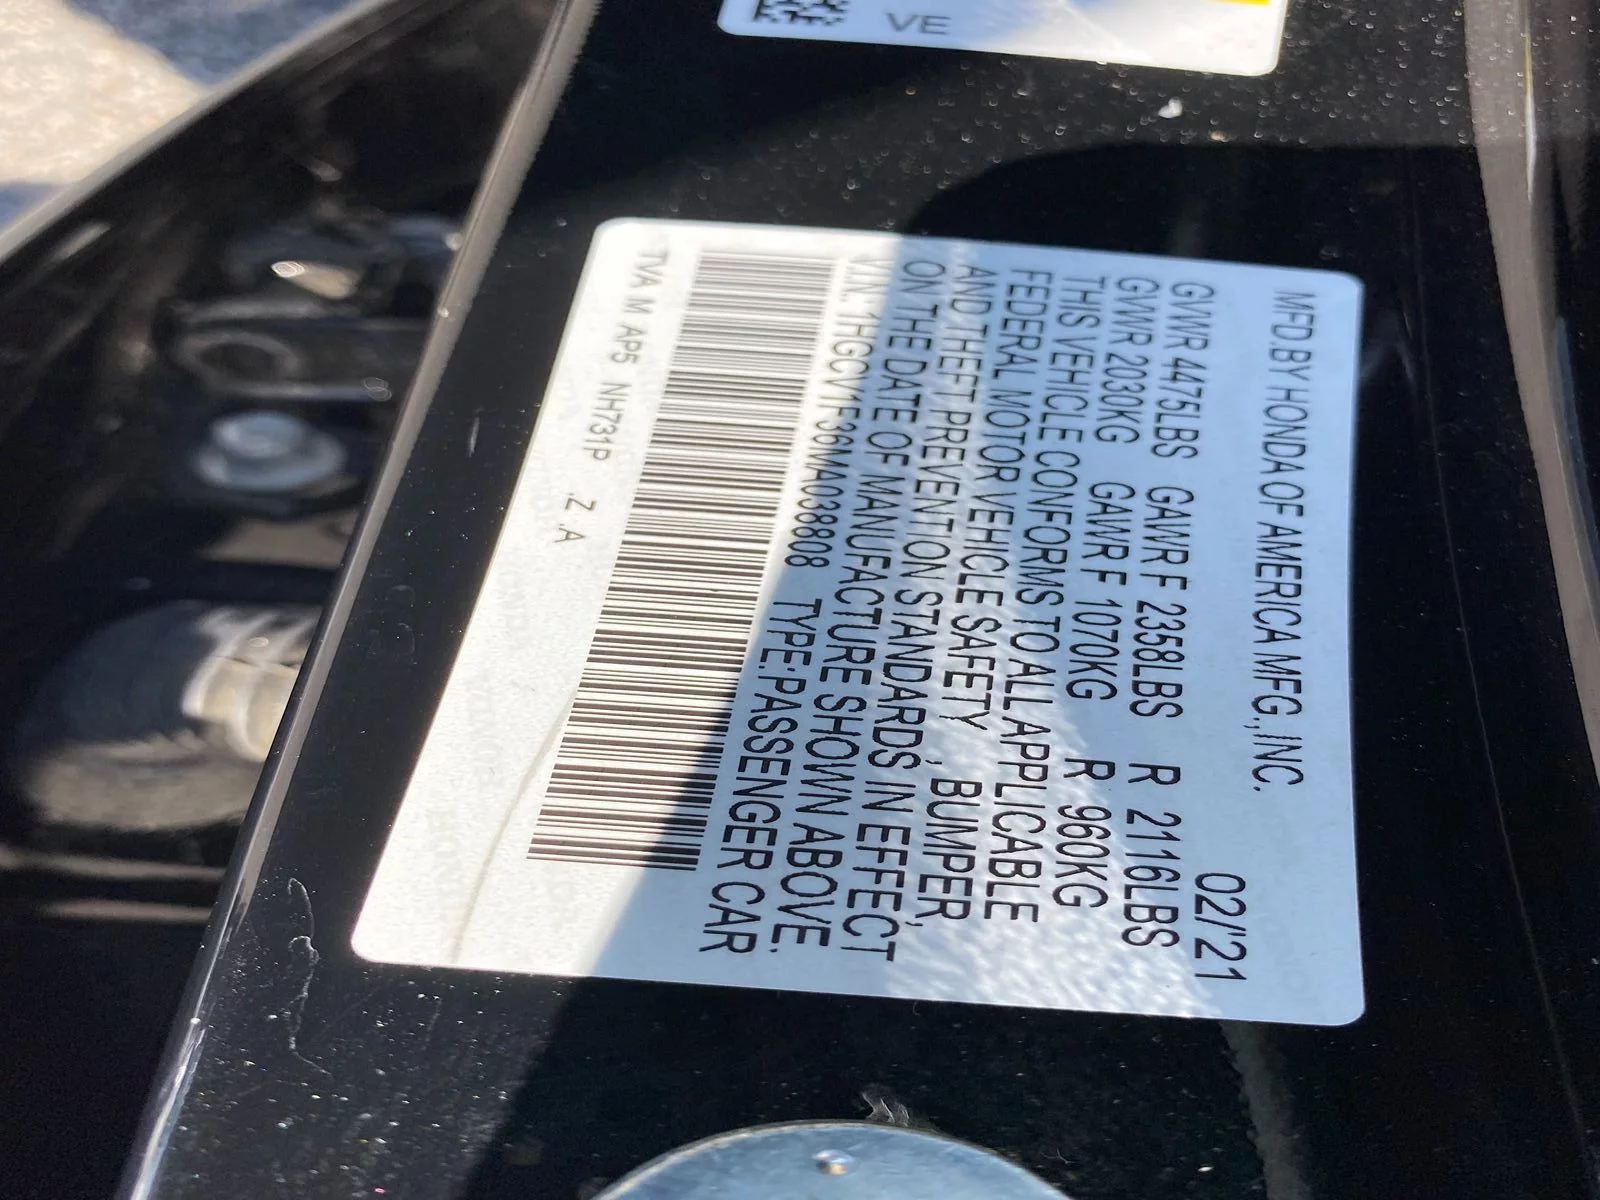 VE
MFD.BY HONDA OF AMERICA MFG.,INC.
02/'21
GVWR 4475LBS GAWR F 2358LBS R 2116LBS
GVWR 2030KG GAWR F 1070KG R 960KG
THIS VEHICLE CONFORMS TO ALL APPLICABLE
FEDERAL MOTOR VEHICLE SAFETY , BUMPER,
AND THEFT PREVENTION STANDARDS IN EFFECT
ON THE DATE OF MANUFACTURE SHOWN ABOVE.
VIN. 1HGCV1F36MA038808 TYPE:PASSENGER CAR
TVA M AP5 NH731P Z A